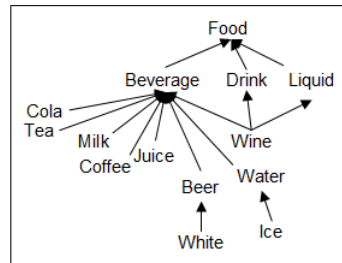 Food
Beverage Drink Liquid
Cola
Tea
Milk
Coffee
Juice
Wine
Beer
Water
White
Ice